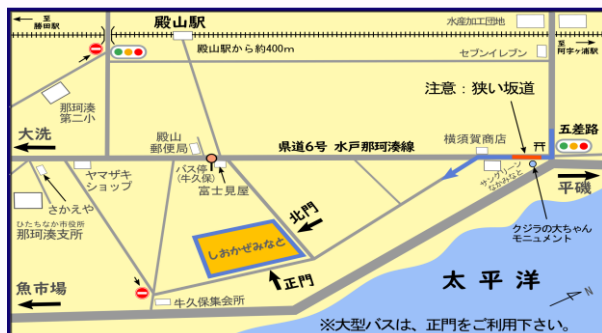 至
勝田駅
殿山駅
水産加工団地
殿山駅から約400m
セブンイレブン
至
阿字ヶ浦駅
注意：狭い坂道
那珂湊
第二小
大洗
殿山
郵便局
県道6号 水戸那珂湊線
横須賀商店
五差路
バス停
(牛久保)
ヤマザキ
ショップ
富士見屋
サングリーン
なかみなと
平磯
さかえや
ひたちなか市役所
那珂湊支所
北門
しおかぜみなと
クジラの大ちゃん
モニュメント
正門
魚市場
牛久保集会所
太平洋
N
※大型バスは、正門をご利用下さい。